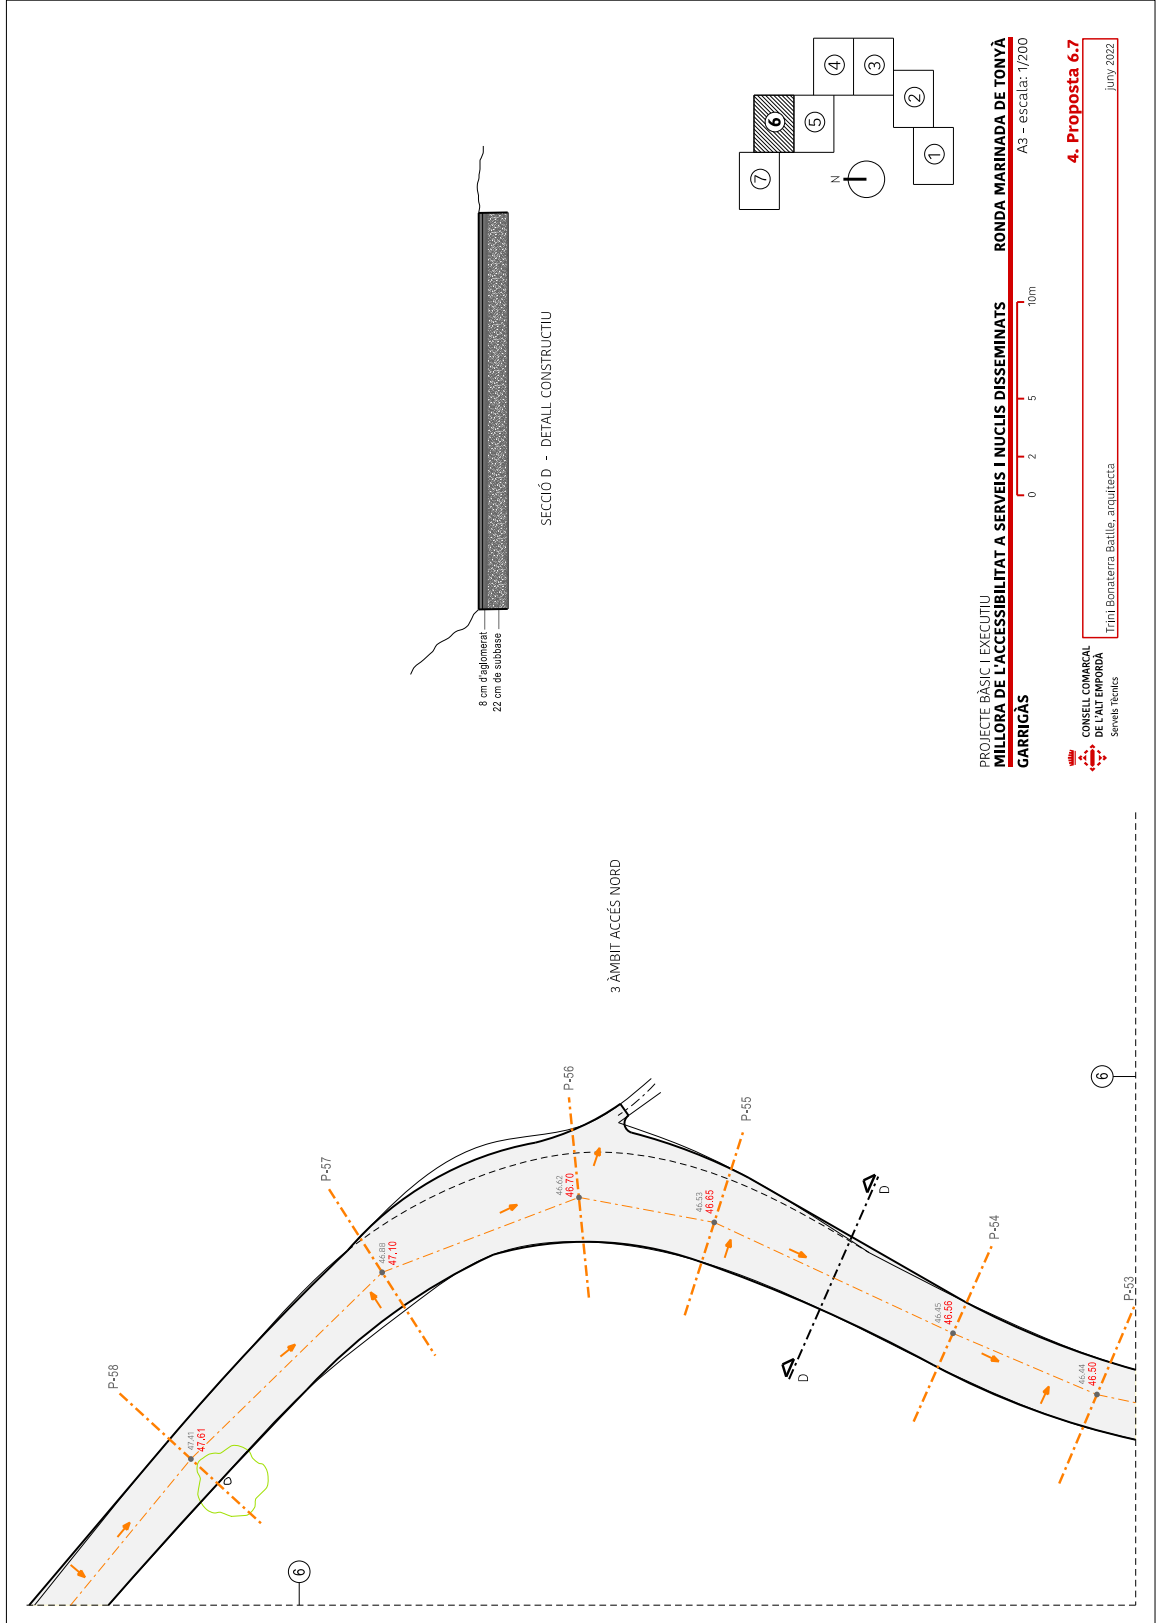 P-58
47.41
47.61
P-57
46.88
47.10
P-56
46.62
46.70
P-55
46.53
46.65
P-54
46.45
46.56
P-53
46.44
46.50
D
D
6
6
3 ÀMBIT ACCÉS NORD
8 cm d'aglomerat
22 cm de subbase
SECCIÓ D - DETALL CONSTRUCTIU
7
6
5
4
3
2
1
N
PROJECTE BÀSIC I EXECUTIU
MILLORA DE L'ACCESSIBILITAT A SERVEIS I NUCLIS DISSEMINATS
RONDA MARINADA DE TONYÀ
GARRIGÀS
0 2 5 10m
A3 - escala: 1/200
4. Proposta 6.7
CONSELL COMARCAL
DE L'ALT EMPORDÀ
Serveis Tècnics
Trini Bonaterra Batlle, arquitecta
juny 2022